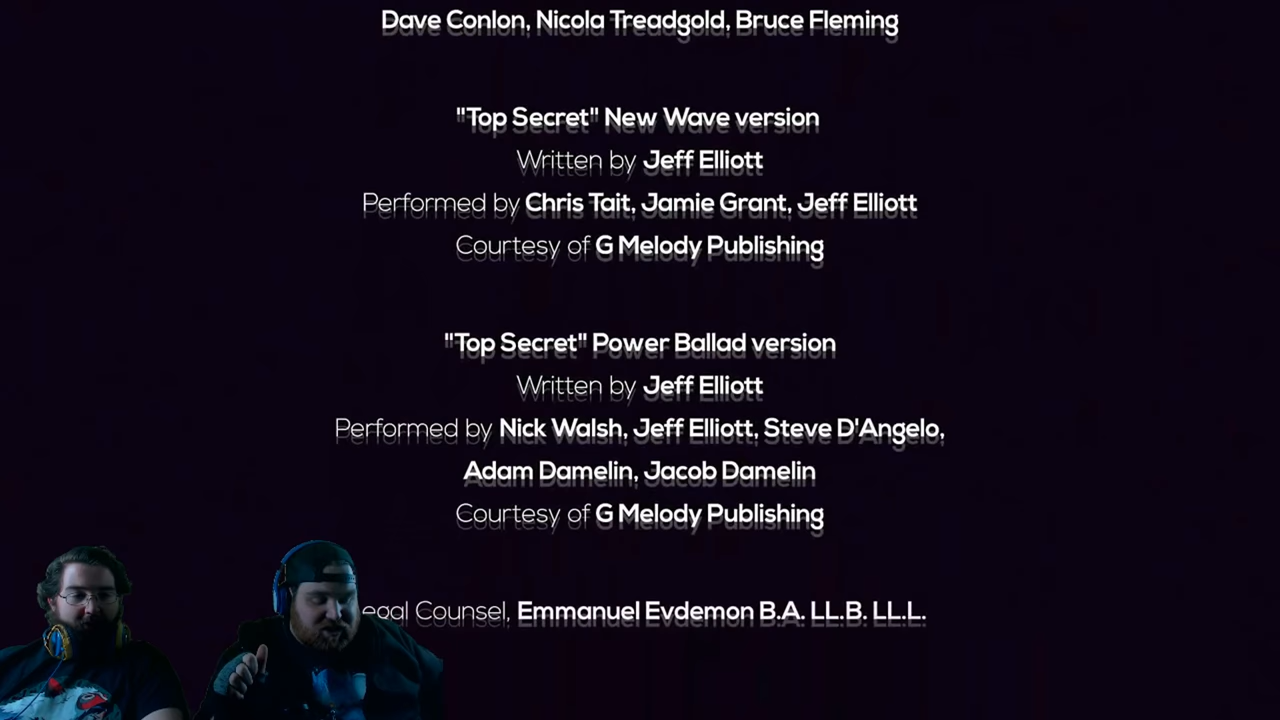 Dave Conlon, Nicola Treadgold, Bruce Fleming
"Top Secret" New Wave version
Written by Jeff Elliott
Performed by Chris Tait, Jamie Grant, Jeff Elliott
Courtesy of G Melody Publishing
"Top Secret" Power Ballad version
Written by Jeff Elliott
Performed by Nick Walsh, Jeff Elliott, Steve D'Angelo,
Adam Damelin, Jacob Damelin
Courtesy of G Melody Publishing
egal Counsel, Emmanuel Evdemon B.A. LL.B. LL.L.